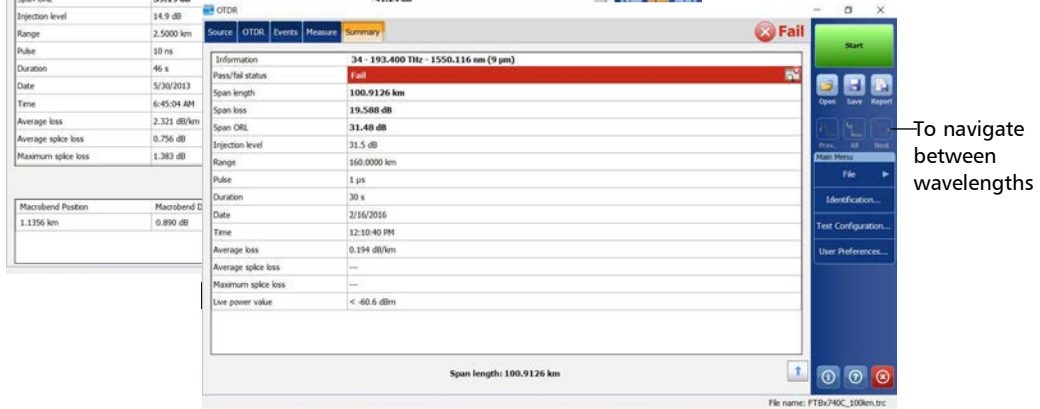 Injection level 14.9 dB
Range 2.5000 km
Pulse 10 ns
Duration 46 s
Date 5/30/2013
Time 6:45:04 AM
Average loss 2.321 dB/km
Average splice loss 0.756 dB
Maximum splice loss 1.383 dB
Macrobend Position Macrobend D
1.1356 km 0.890 dB
OTDR
Source OTDR Events Measure Summary
Fail
Information 34 - 193.400 THz - 1550.116 nm (9 µm)
Pass/fail status Fail
Span length 100.9126 km
Span loss 19.588 dB
Span ORL 31.48 dB
Injection level 31.5 dB
Range 160.0000 km
Pulse 1 µs
Duration 30 s
Date 2/16/2016
Time 12:10:40 PM
Average loss 0.194 dB/km
Average splice loss ---
Maximum splice loss ---
Live power value < -60.6 dBm
Span length: 100.9126 km
Start
Open Save Report
Prev. All Next
Main Menu
File
Identification...
Test Configuration...
User Preferences...
File name: FTBx740C_100km.trc
To navigate
between
wavelengths